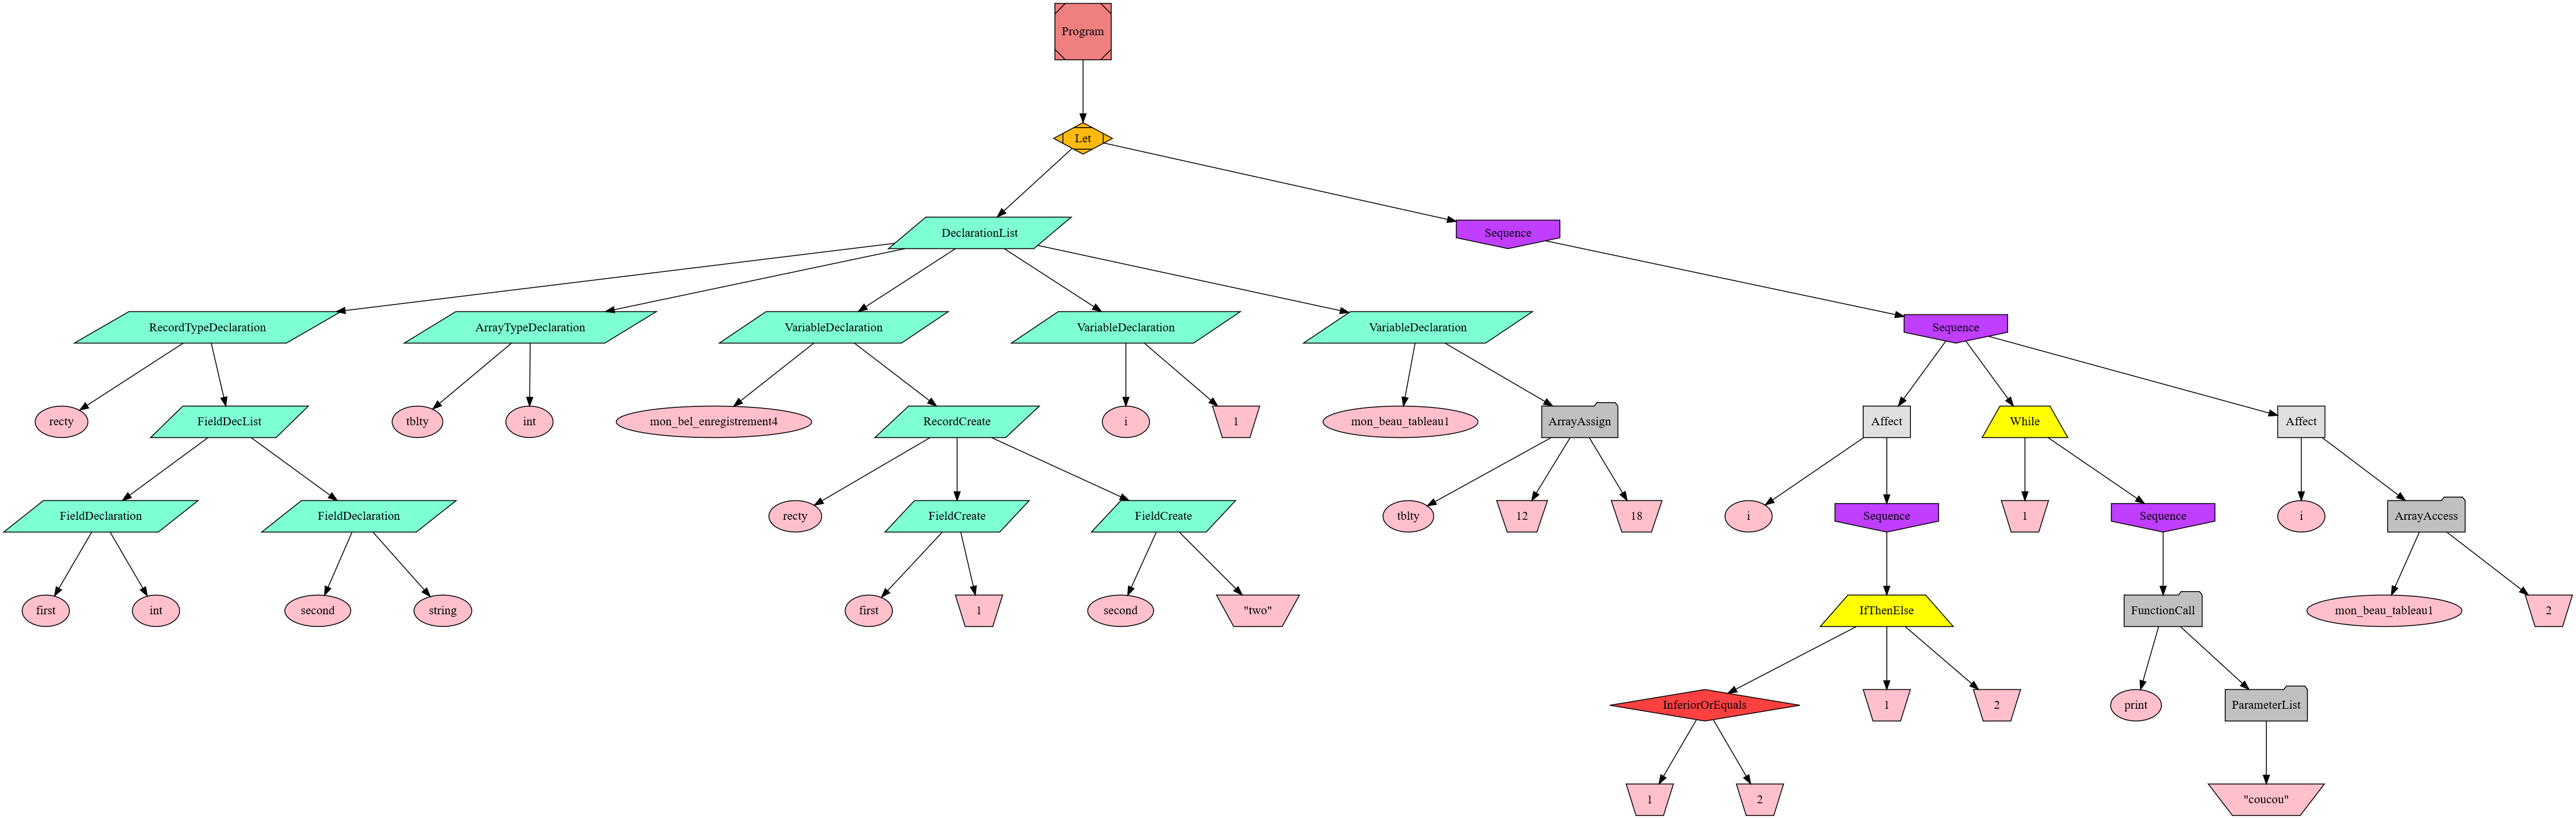 Program
Let
DeclarationList
Sequence
RecordTypeDeclaration
ArrayTypeDeclaration
VariableDeclaration
VariableDeclaration
VariableDeclaration
Sequence
recty
FieldDecList
tblty
int
mon_bel_enregistrement4
RecordCreate
i
1
mon_beau_tableau1
ArrayAssign
Affect
While
Affect
FieldDeclaration
FieldDeclaration
recty
FieldCreate
FieldCreate
tblty
12
18
i
Sequence
1
Sequence
i
ArrayAccess
first
int
second
string
first
1
second
"two"
IfThenElse
FunctionCall
mon_beau_tableau1
2
InferiorOrEquals
1
2
print
ParameterList
1
2
"coucou"